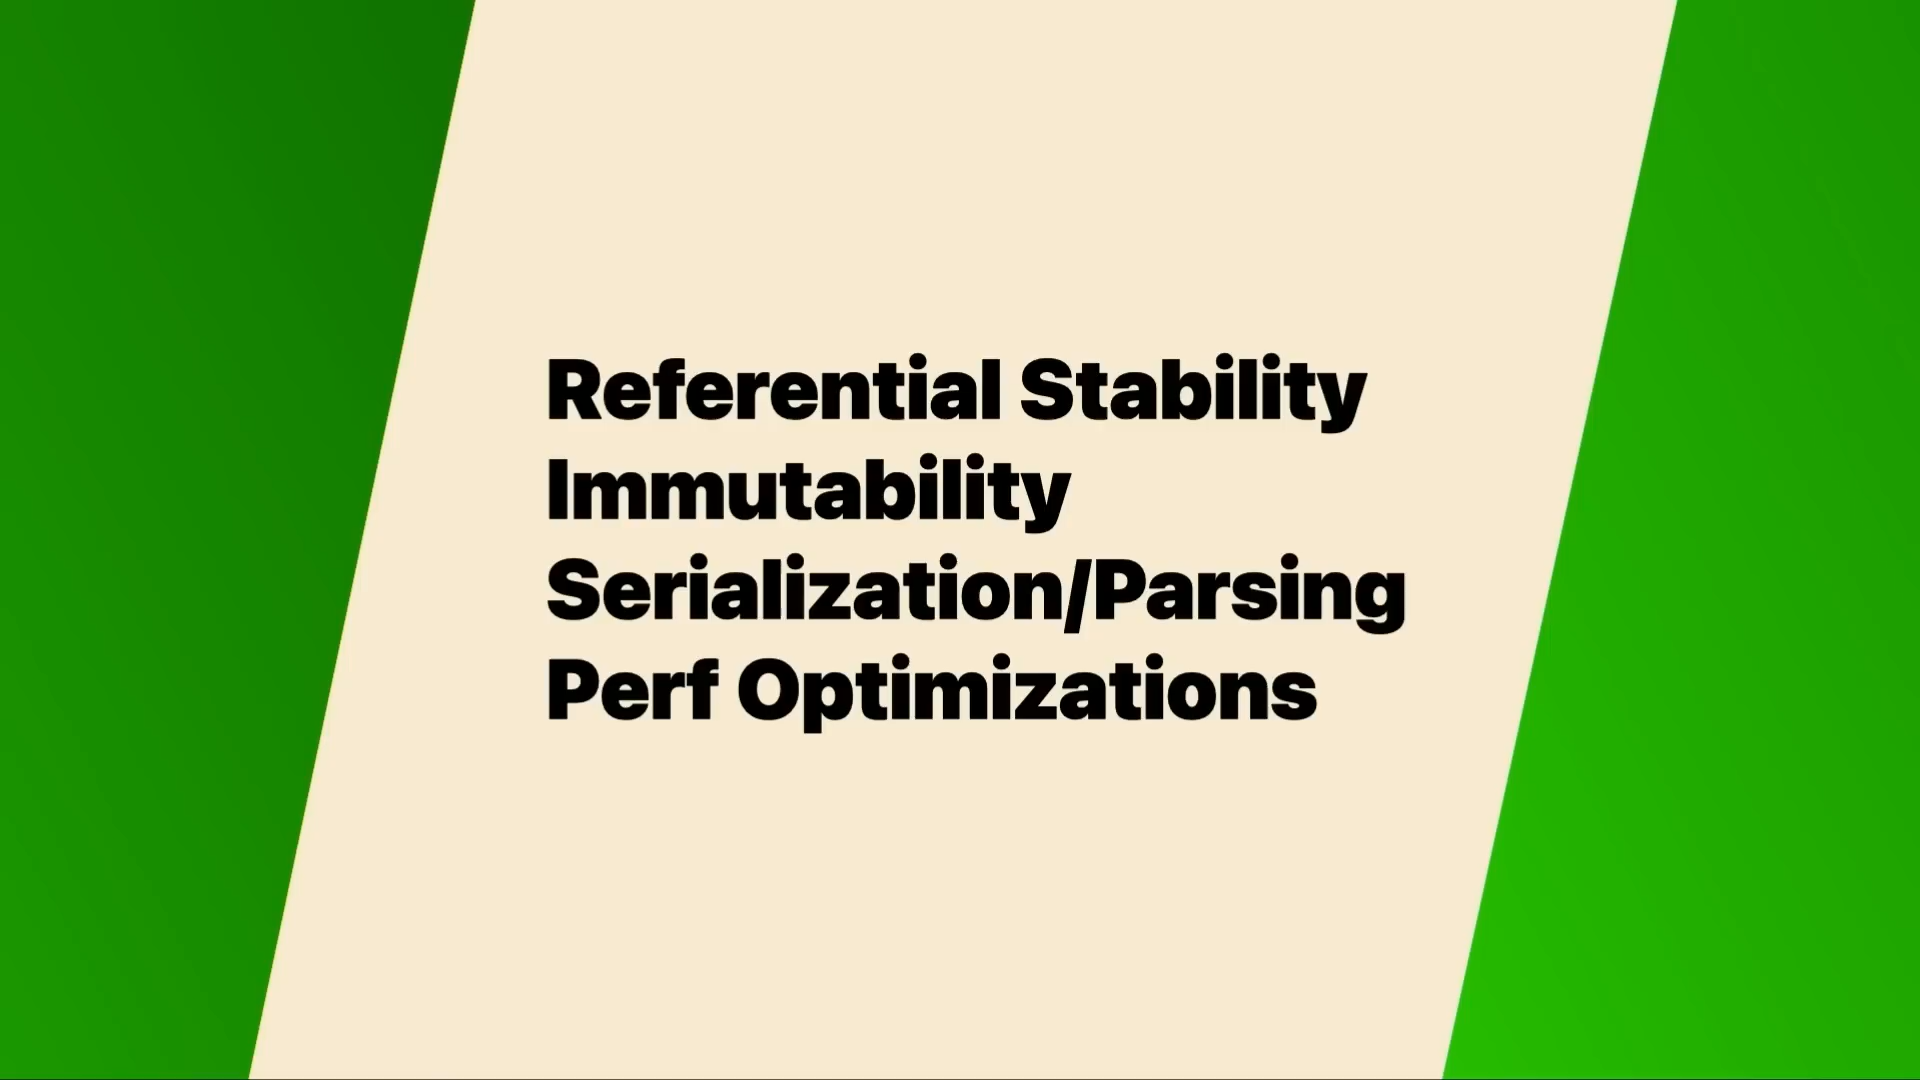 Referential Stability
Immutability
Serialization/Parsing
Perf Optimizations